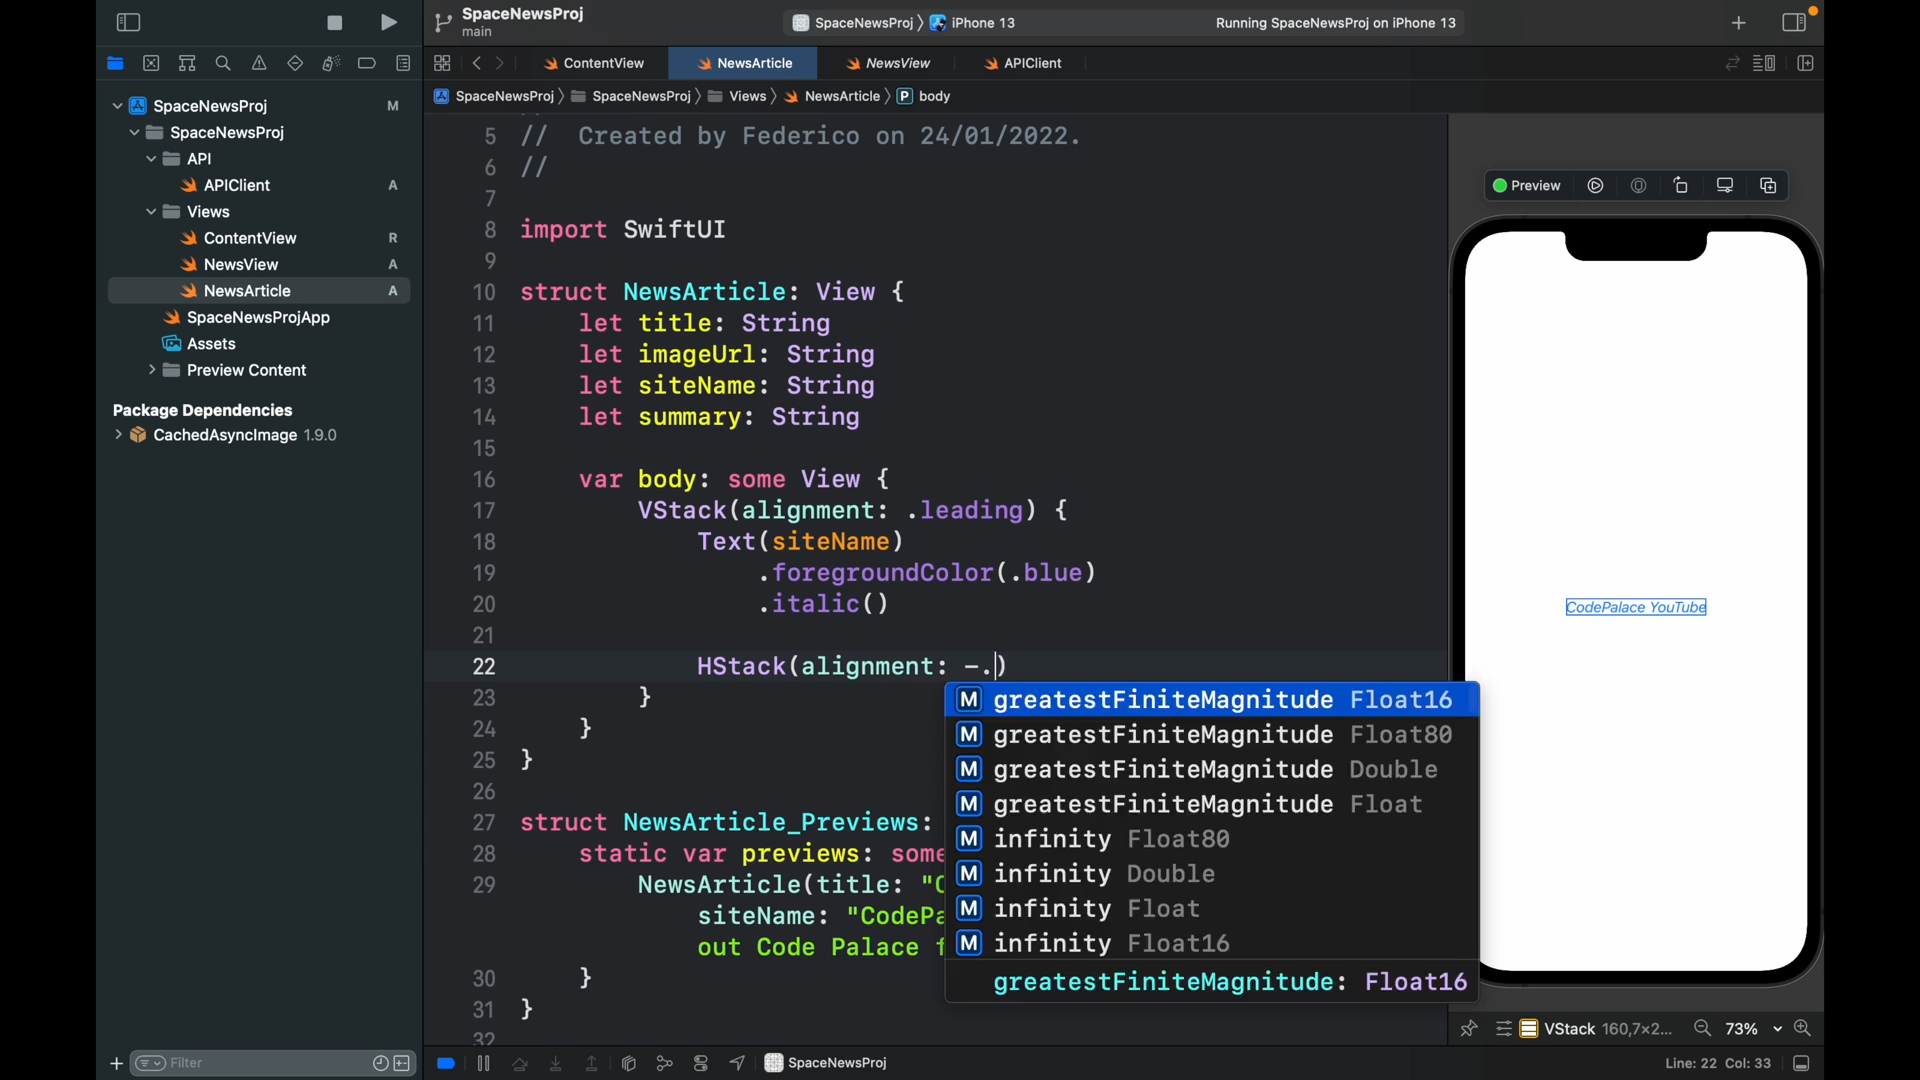 SpaceNewsProj
main
SpaceNewsProj
iPhone 13
Running SpaceNewsProj on iPhone 13
ContentView
NewsArticle
NewsView
APIClient
SpaceNewsProj
SpaceNewsProj
Views
NewsArticle
P
body
SpaceNewsProj M
SpaceNewsProj
API
APIClient A
Views
ContentView R
NewsView A
NewsArticle A
SpaceNewsProjApp
Assets
Preview Content
Package Dependencies
CachedAsyncImage 1.9.0
Filter
5 // Created by Federico on 24/01/2022.
6 //
7
8 import SwiftUI
9
10 struct NewsArticle: View {
11 let title: String
12 let imageUrl: String
13 let siteName: String
14 let summary: String
15
16 var body: some View {
17 VStack(alignment: .leading) {
18 Text(siteName)
19 .foregroundColor(.blue)
20 .italic()
21
22 HStack(alignment: -.)
23 }
24 }
25 }
26
27 struct NewsArticle_Previews:
28 static var previews: some
29 NewsArticle(title: "C
siteName: "CodePa
out Code Palace f
30 }
31 }
32
M greatestFiniteMagnitude Float16
M greatestFiniteMagnitude Float80
M greatestFiniteMagnitude Double
M greatestFiniteMagnitude Float
M infinity Float80
M infinity Double
M infinity Float
M infinity Float16
greatestFiniteMagnitude: Float16
Preview
CodePalace YouTube
VStack 160,7×2...
73%
SpaceNewsProj
Line: 22 Col: 33